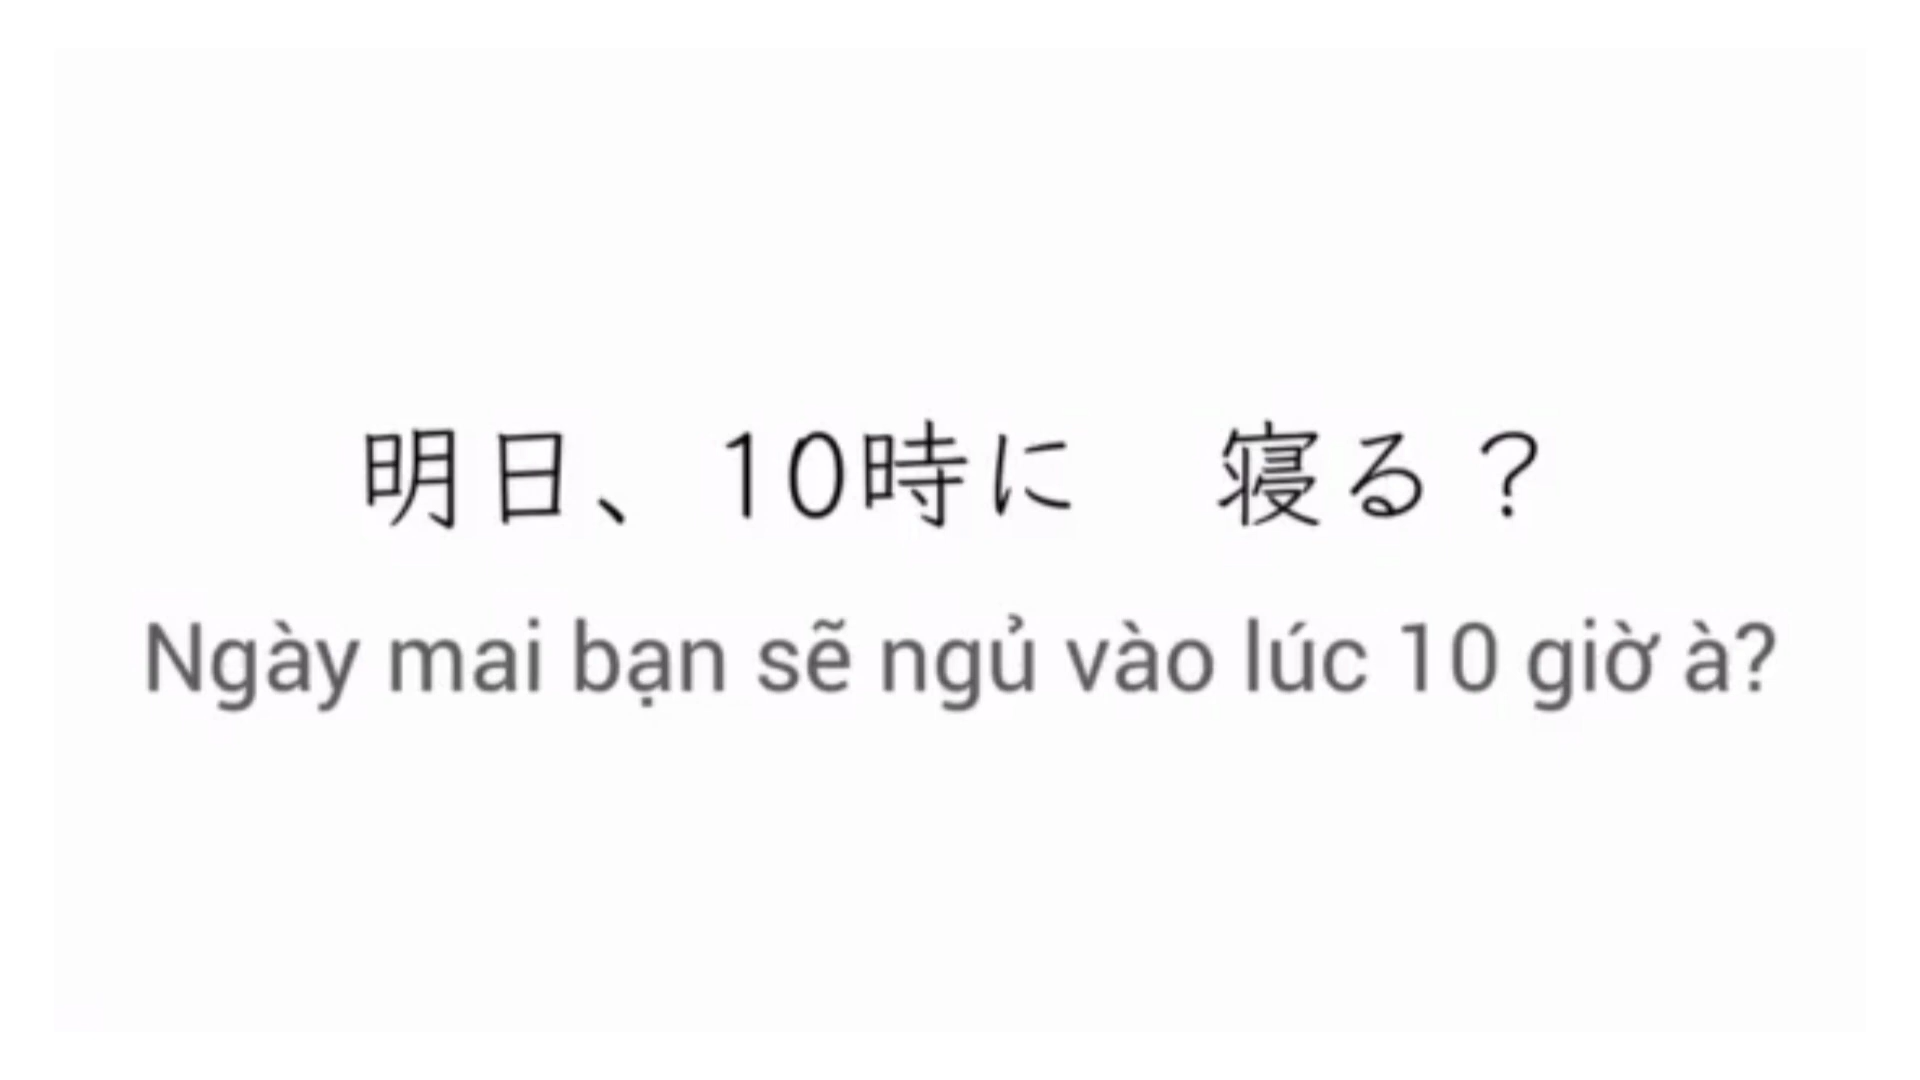 明日、10時に　寝る？
Ngày mai bạn sẽ ngủ vào lúc 10 giờ à?